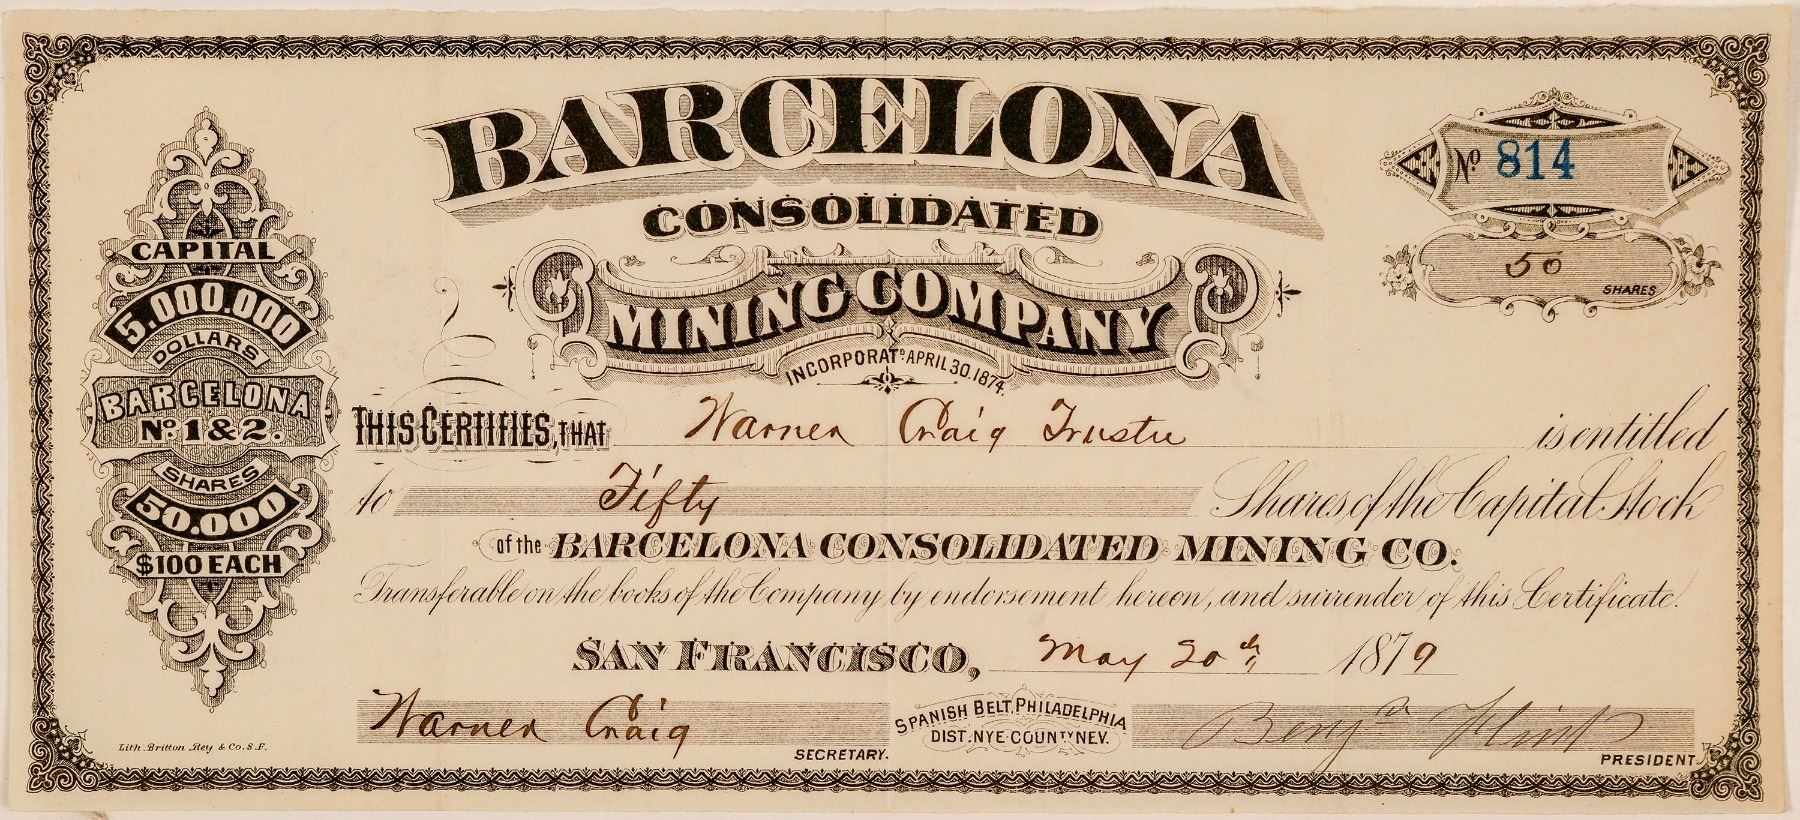 BARCELONA
CONSOLIDATED
MINING COMPANY
INCORPORATD APRIL 30. 1874.
No 814
50
SHARES
CAPITAL
5.000.000
DOLLARS
BARCELONA
No. 1 & 2.
SHARES
50.000
$100 EACH
THIS CERTIFIES, THAT Warner Craig Trustee is entitled
to Fifty Shares of the Capital Stock
of the BARCELONA CONSOLIDATED MINING CO.
Transferable on the books of the Company by endorsement hereon, and surrender of this Certificate.
SAN FRANCISCO, May 20th 1879
Warner Craig
SECRETARY.
SPANISH BELT, PHILADELPHIA
DIST. NYE COUNTY NEV.
Benja Flint
PRESIDENT.
Lith. Britton, Rey & Co. S.F.